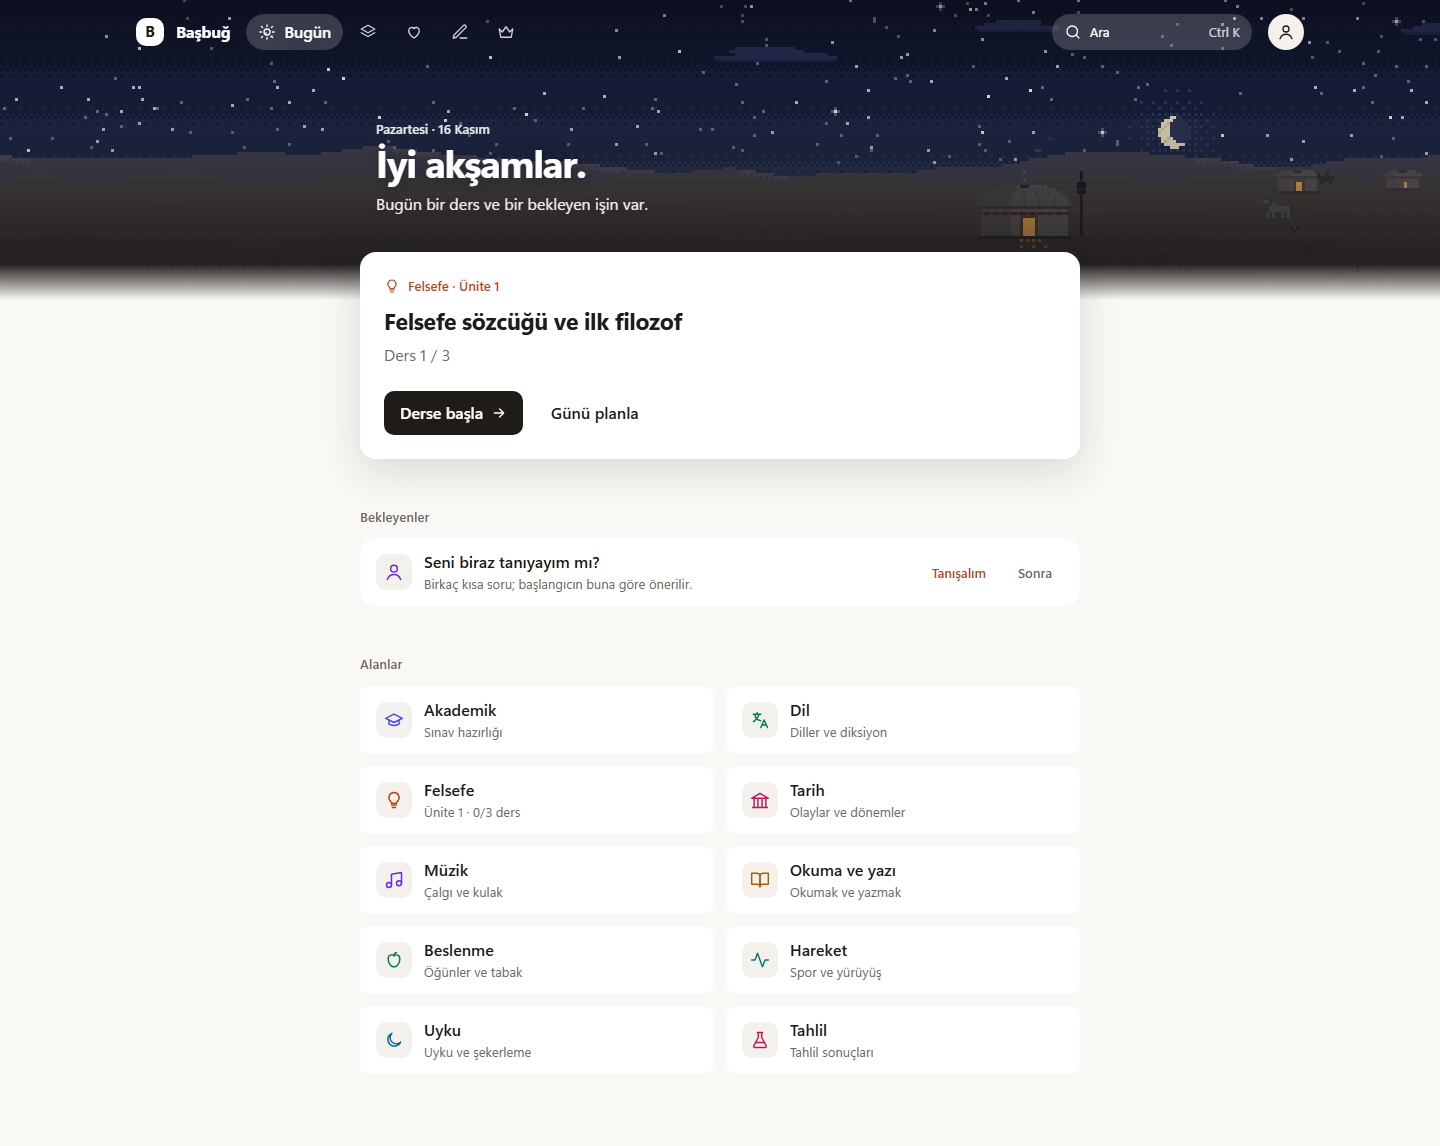 B Başbuğ Bugün Ara Ctrl K
Pazartesi · 16 Kasım
İyi akşamlar.
Bugün bir ders ve bir bekleyen işin var.
Felsefe · Ünite 1
Felsefe sözcüğü ve ilk filozof
Ders 1 / 3
Derse başla → Günü planla
Bekleyenler
Seni biraz tanıyayım mı?
Birkaç kısa soru; başlangıcın buna göre önerilir.
Tanışalım Sonra
Alanlar
Akademik
Sınav hazırlığı
Dil
Diller ve diksiyon
Felsefe
Ünite 1 · 0/3 ders
Tarih
Olaylar ve dönemler
Müzik
Çalgı ve kulak
Okuma ve yazı
Okumak ve yazmak
Beslenme
Öğünler ve tabak
Hareket
Spor ve yürüyüş
Uyku
Uyku ve şekerleme
Tahlil
Tahlil sonuçları